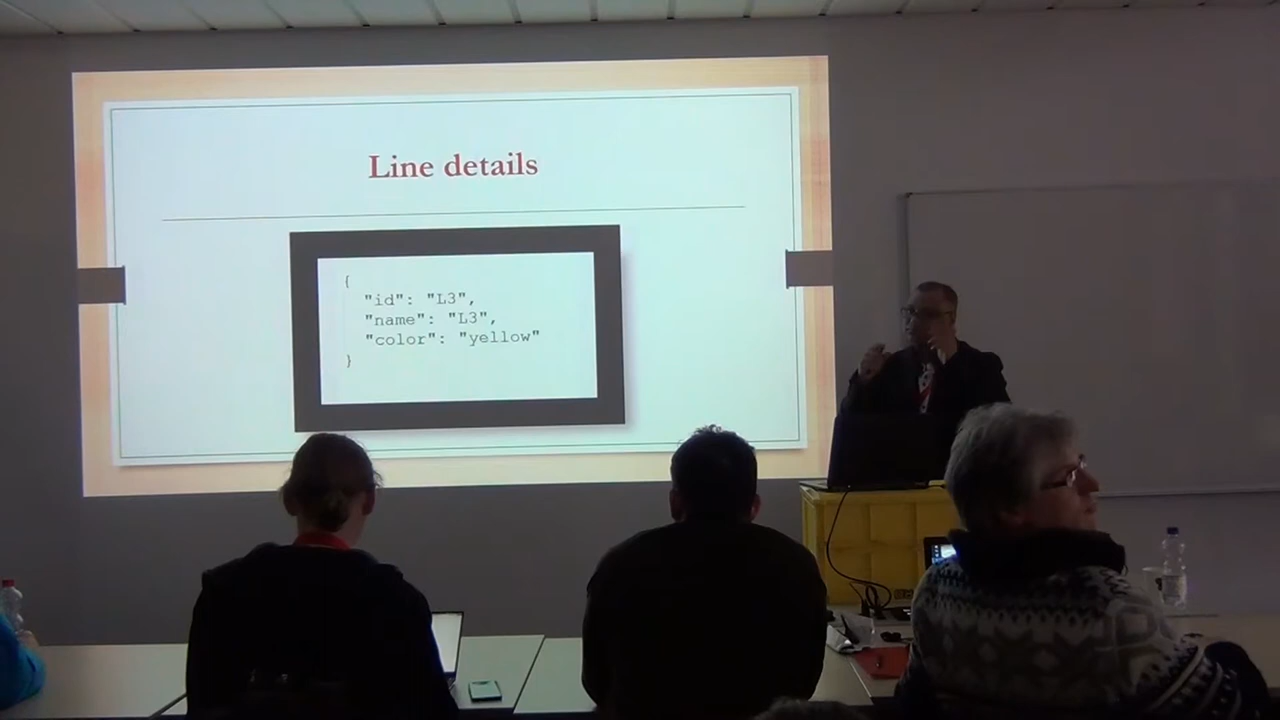 Line details
{
"id": "L3",
"name": "L3",
"color": "yellow"
}